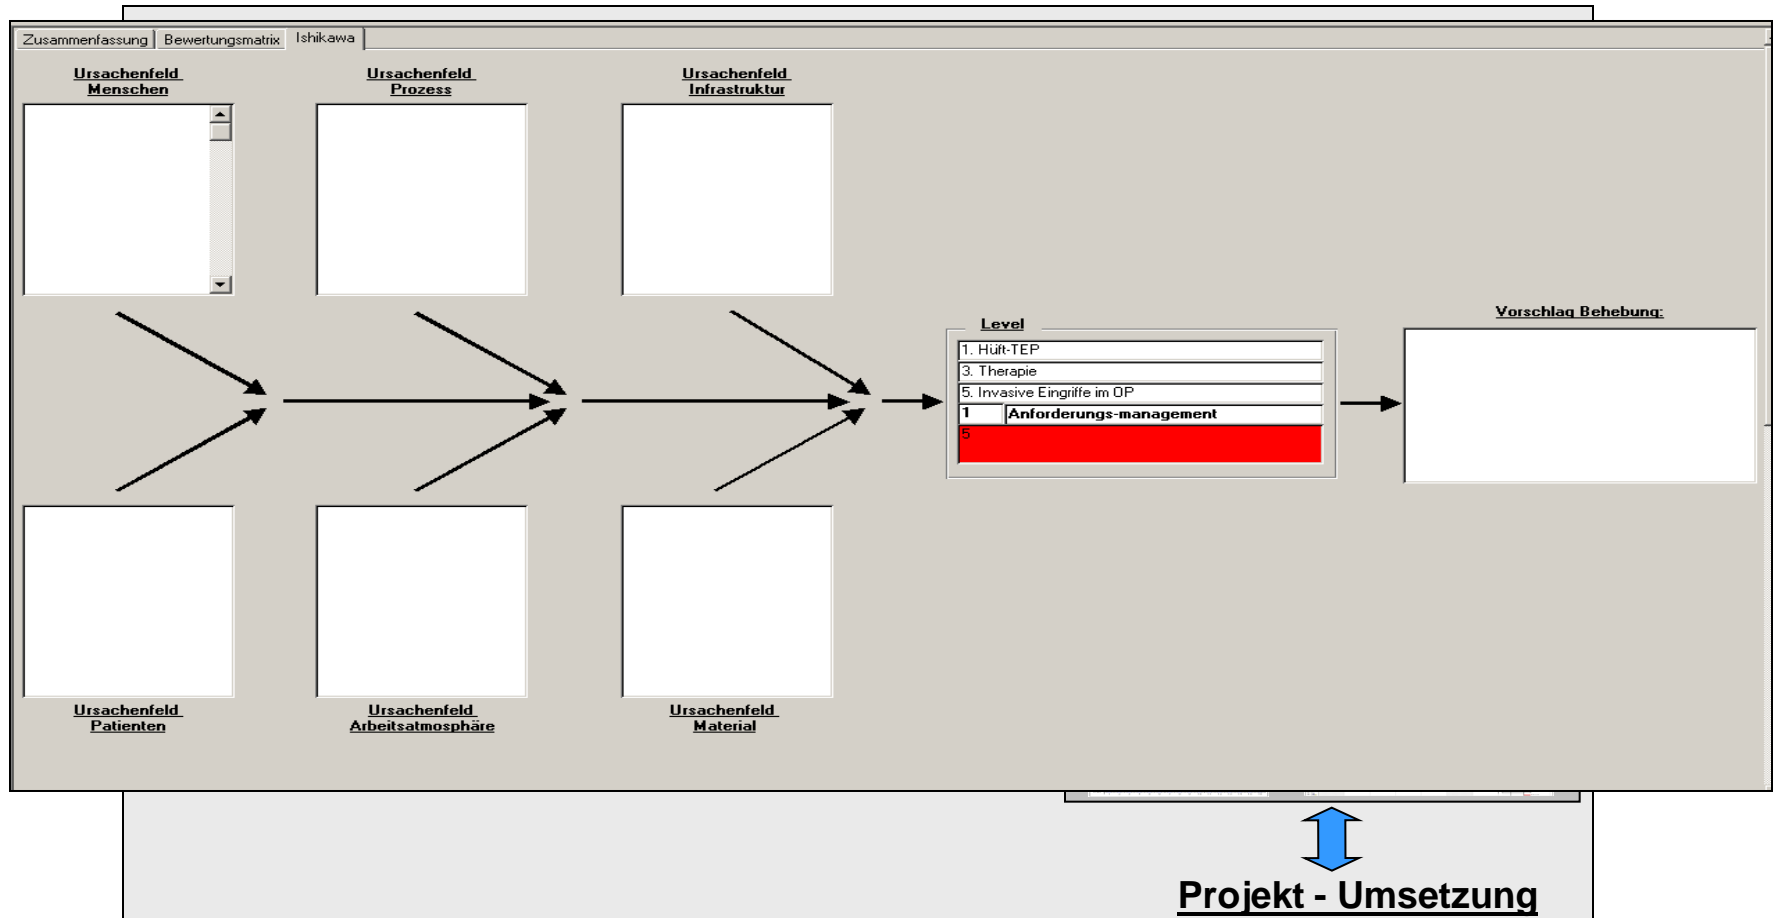 Zusammenfassung Bewertungsmatrix Ishikawa
Ursachenfeld
Menschen
Ursachenfeld
Prozess
Ursachenfeld
Infrastruktur
Level
1. Hüft-TEP
3. Therapie
5. Invasive Eingriffe im OP
1 Anforderungs-management
5
Vorschlag Behebung:
Ursachenfeld
Patienten
Ursachenfeld
Arbeitsatmosphäre
Ursachenfeld
Material
Projekt - Umsetzung